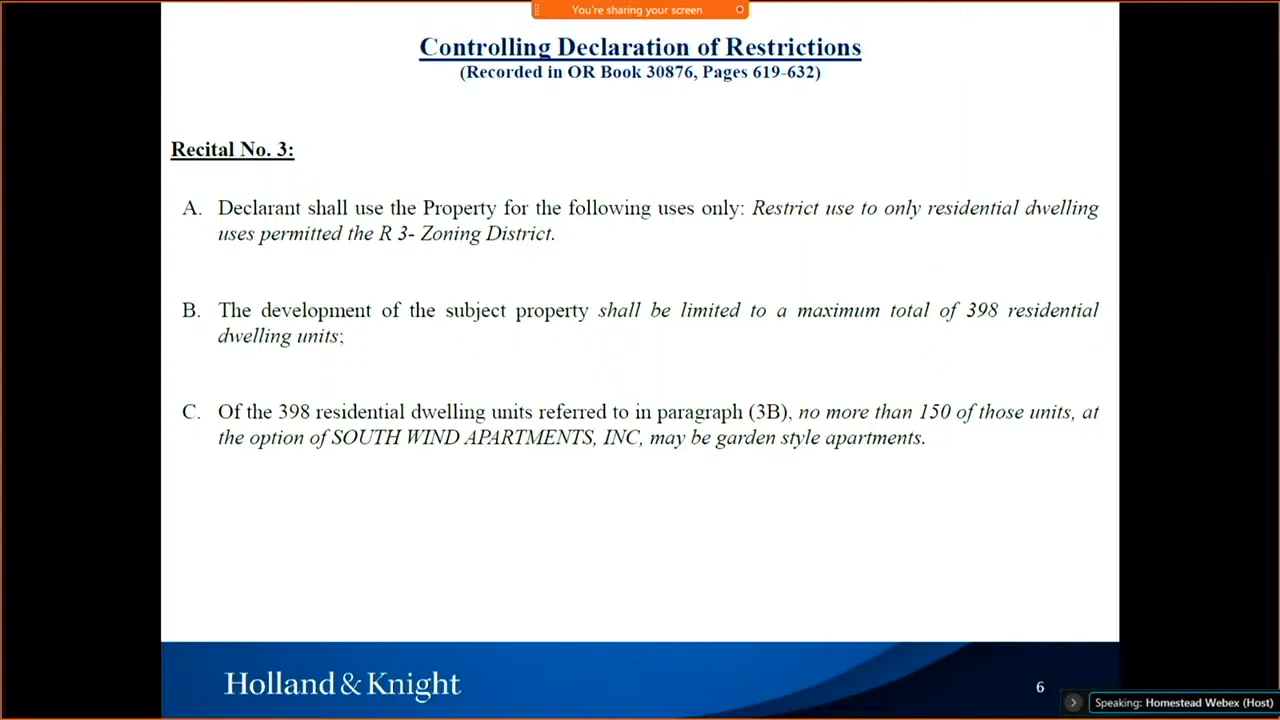 You're sharing your screen
Controlling Declaration of Restrictions
(Recorded in OR Book 30876, Pages 619-632)
Recital No. 3:
A. Declarant shall use the Property for the following uses only: Restrict use to only residential dwelling
uses permitted the R 3- Zoning District.
B. The development of the subject property shall be limited to a maximum total of 398 residential
dwelling units;
C. Of the 398 residential dwelling units referred to in paragraph (3B), no more than 150 of those units, at
the option of SOUTH WIND APARTMENTS, INC, may be garden style apartments.
Holland & Knight
6
Speaking: Homestead Webex (Host)